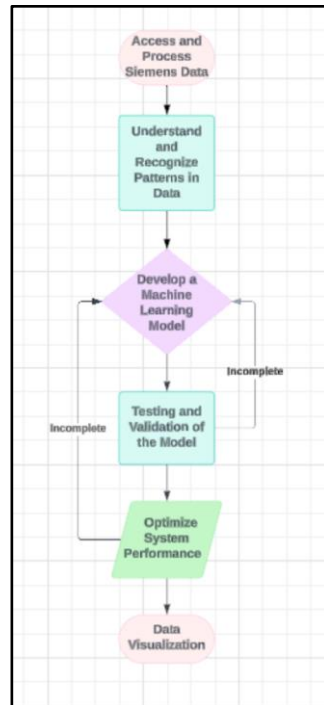 Access and
Process
Siemens Data
Understand
and
Recognize
Patterns in
Data
Develop a
Machine
Learning
Model
Incomplete
Testing and
Validation of
the Model
Incomplete
Optimize
System
Performance
Data
Visualization